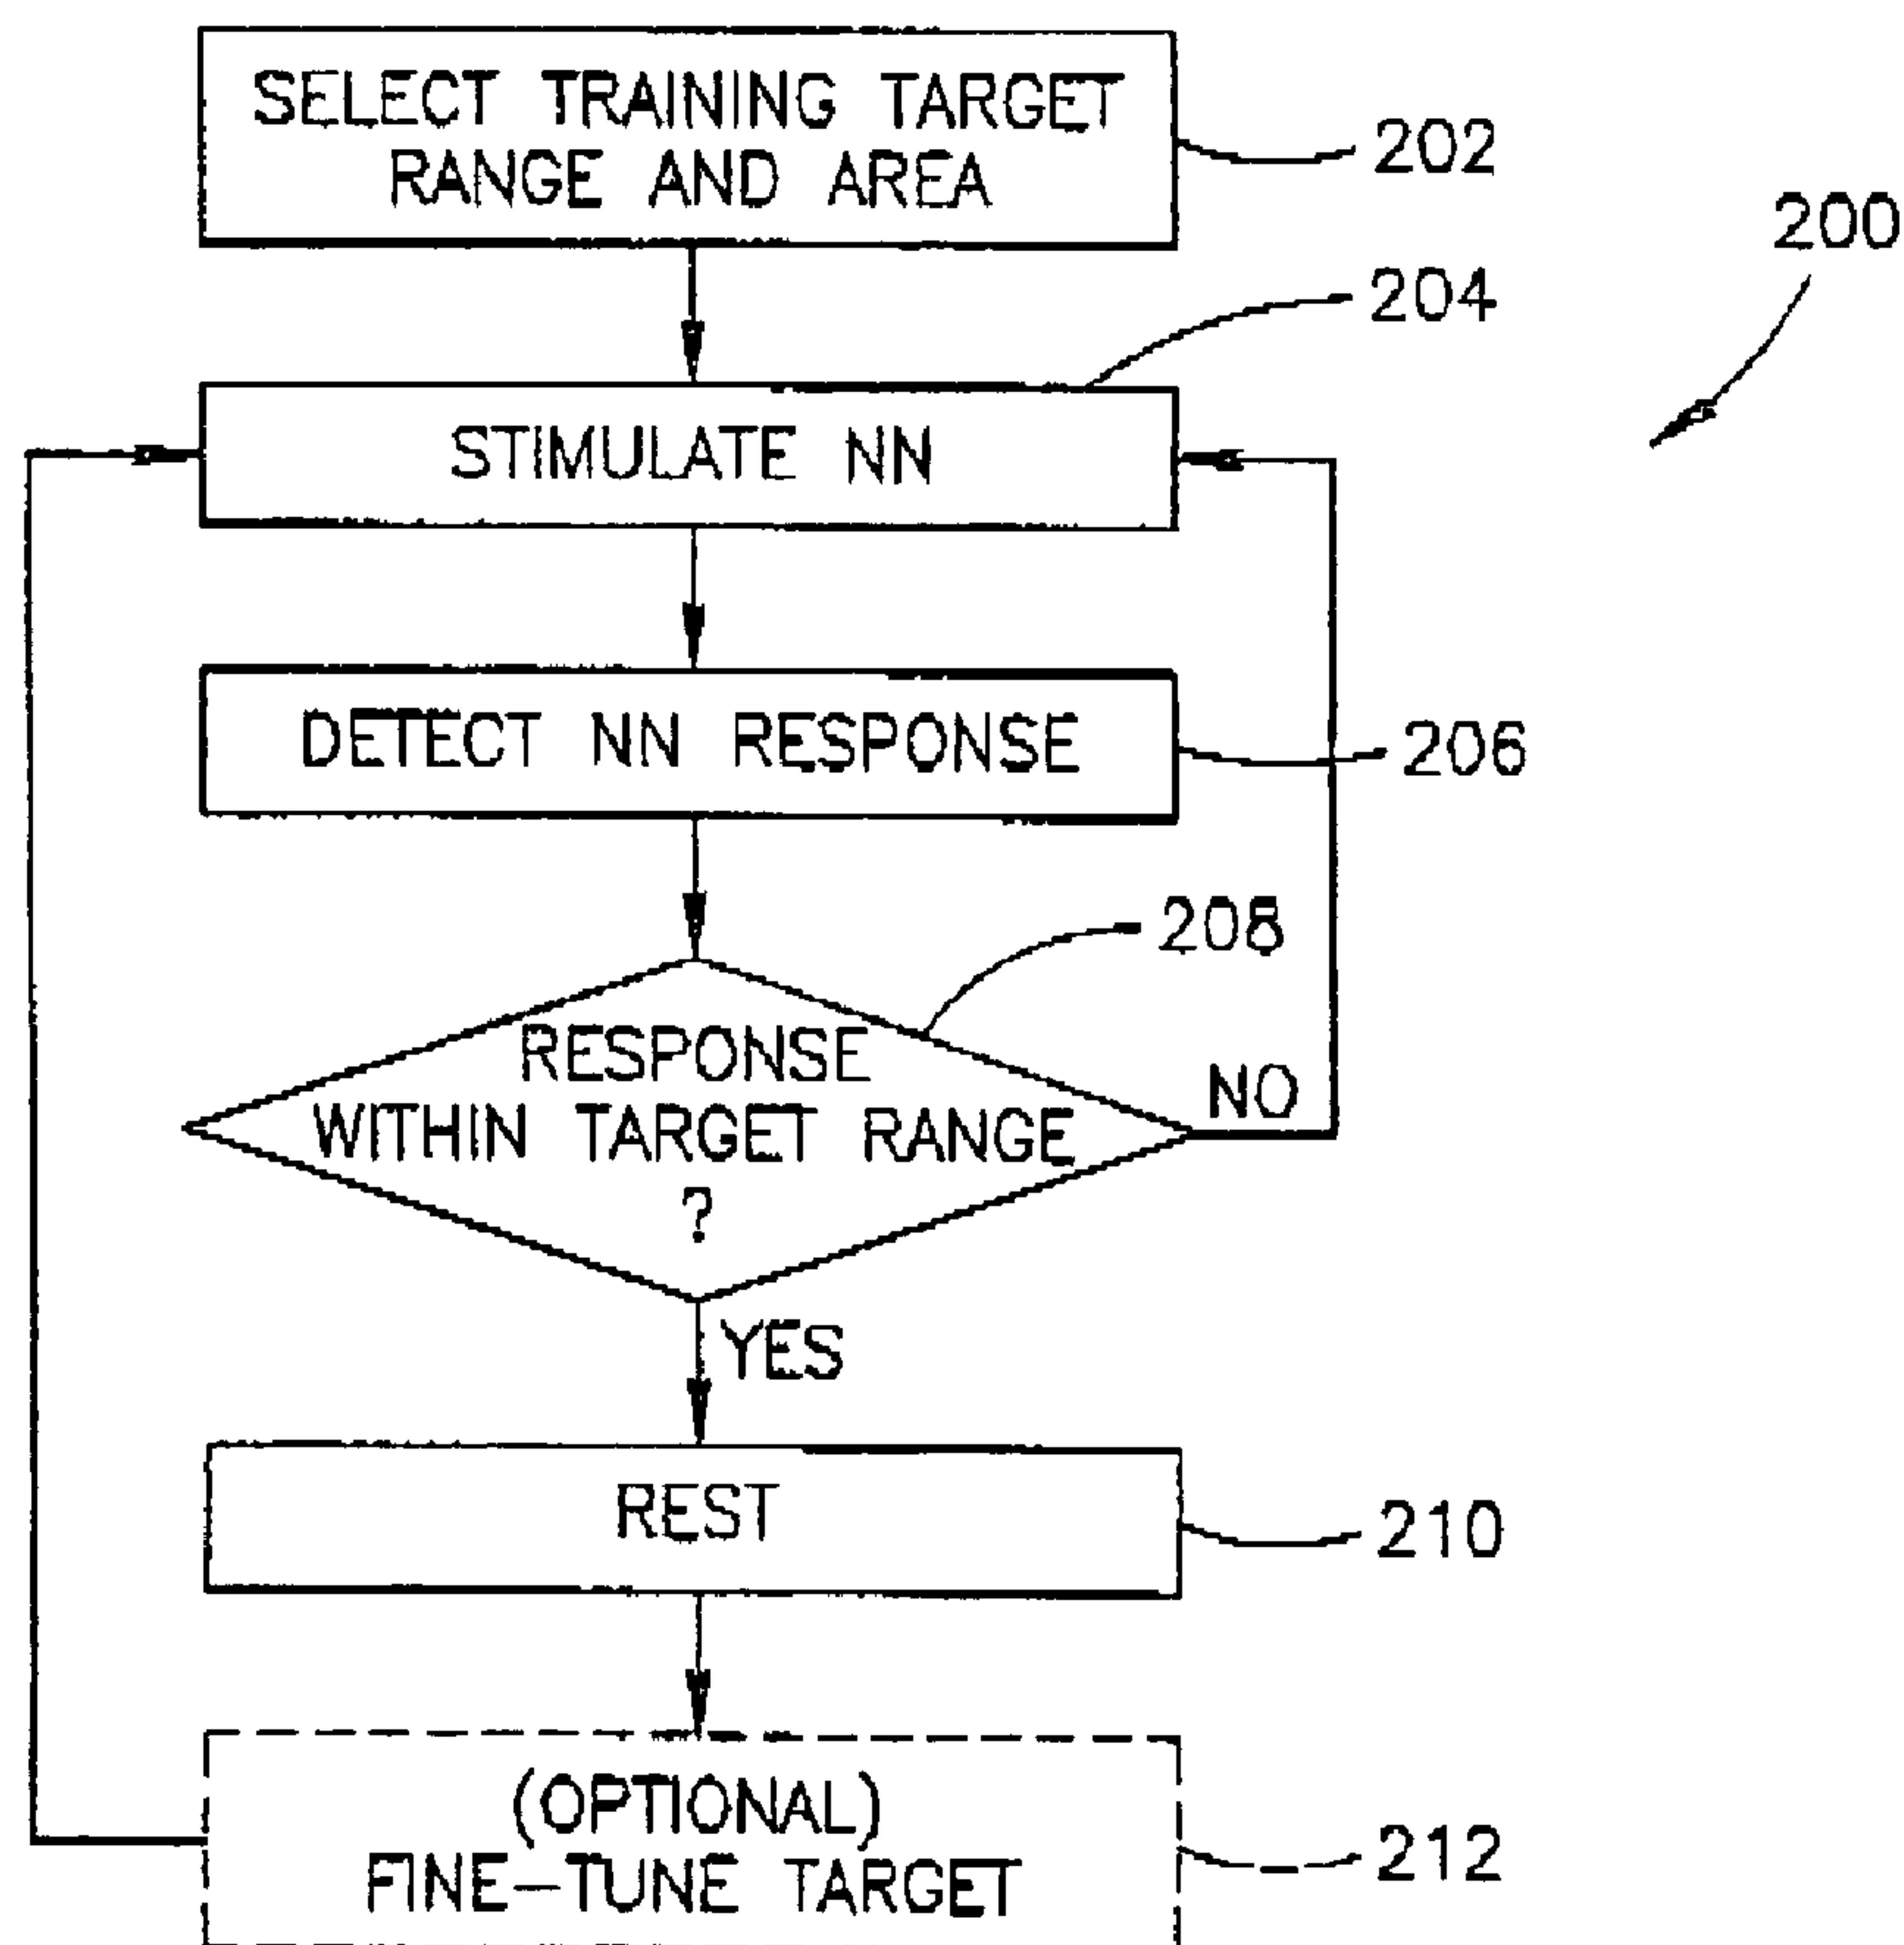 SELECT TRAINING TARGET
RANGE AND AREA
202
200
204
STIMULATE NN
DETECT NN RESPONSE
206
208
RESPONSE
WITHIN TARGET RANGE
?
NO
YES
REST
210
(OPTIONAL)
FINE-TUNE TARGET
212